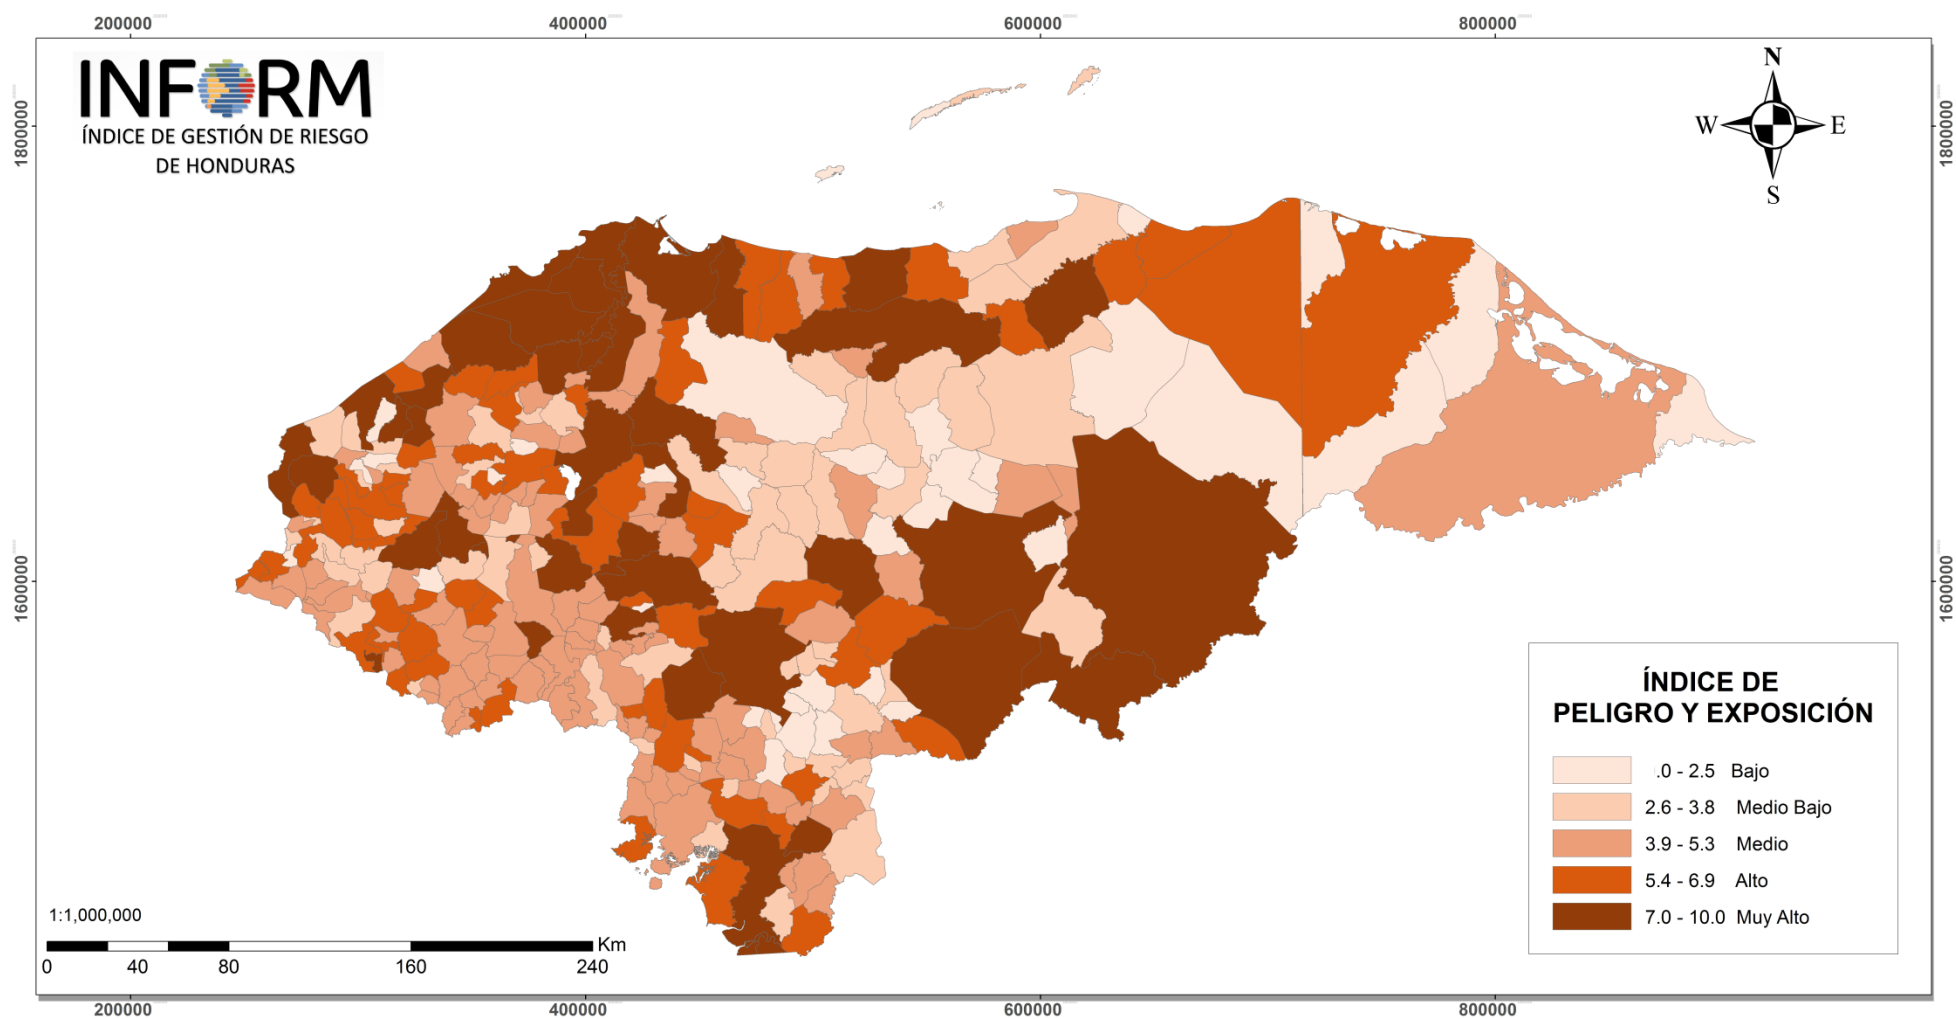 200000 400000 600000 800000
INFORM
ÍNDICE DE GESTIÓN DE RIESGO
DE HONDURAS
N
W E
S
1800000 1800000
1600000 1600000
ÍNDICE DE
PELIGRO Y EXPOSICIÓN
.0 - 2.5 Bajo
2.6 - 3.8 Medio Bajo
3.9 - 5.3 Medio
5.4 - 6.9 Alto
7.0 - 10.0 Muy Alto
1:1,000,000
Km
0 40 80 160 240
200000 400000 600000 800000